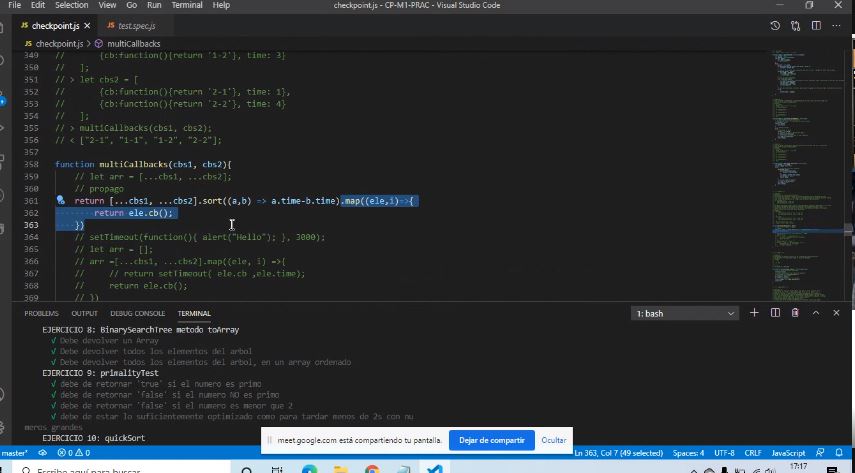 File Edit Selection View Go Run Terminal Help
checkpoint.js - CP-M1-PRAC - Visual Studio Code
JS checkpoint.js × JS test.spec.js
JS checkpoint.js > multiCallbacks
349 // {cb:function(){return '1-2'}, time: 3}
350 // ];
351 // > let cbs2 = [
352 // {cb:function(){return '2-1'}, time: 1},
353 // {cb:function(){return '2-2'}, time: 4}
354 // ];
355 // > multiCallbacks(cbs1, cbs2);
356 // < ["2-1", "1-1", "1-2", "2-2"];
357
358 function multiCallbacks(cbs1, cbs2){
359 // let arr = [...cbs1, ...cbs2];
360 // propago
361 return [...cbs1, ...cbs2].sort((a,b) => a.time-b.time).map((ele,i)=>{
362 return ele.cb();
363 })
364 // setTimeout(function(){ alert("Hello"); }, 3000);
365 // let arr = [];
366 // arr =[...cbs1, ...cbs2].map((ele, i) =>{
367 // // return setTimeout( ele.cb ,ele.time);
368 // return ele.cb();
369 // })
PROBLEMS OUTPUT DEBUG CONSOLE TERMINAL 1: bash
EJERCICIO 8: BinarySearchTree metodo toArray
√ Debe devolver un Array
√ Debe devolver todos los elementos del arbol
√ Debe devolver todos los elementos del arbol, en un array ordenado
EJERCICIO 9: primalityTest
√ debe de retornar 'true' si el numero es primo
√ debe de retornar 'false' si el numero es NO es primo
√ debe de retornar 'false' si el numero es menor que 2
√ debe de estar lo suficientemente optimizado como para tardar menos de 2s con nu
meros grandes
EJERCICIO 10: quickSort
meet.google.com está compartiendo tu pantalla. Dejar de compartir Ocultar
master* 0 0 Ln 363, Col 7 (49 selected) Spaces: 4 UTF-8 CRLF JavaScript
Escribe aquí para buscar
17:17